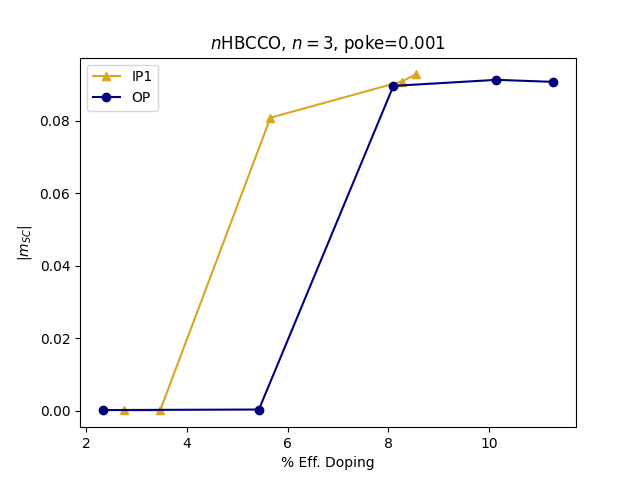 nHBCCO, n = 3, poke=0.001
IP1
OP
|m_SC|
0.08
0.06
0.04
0.02
0.00
2
4
6
8
10
% Eff. Doping